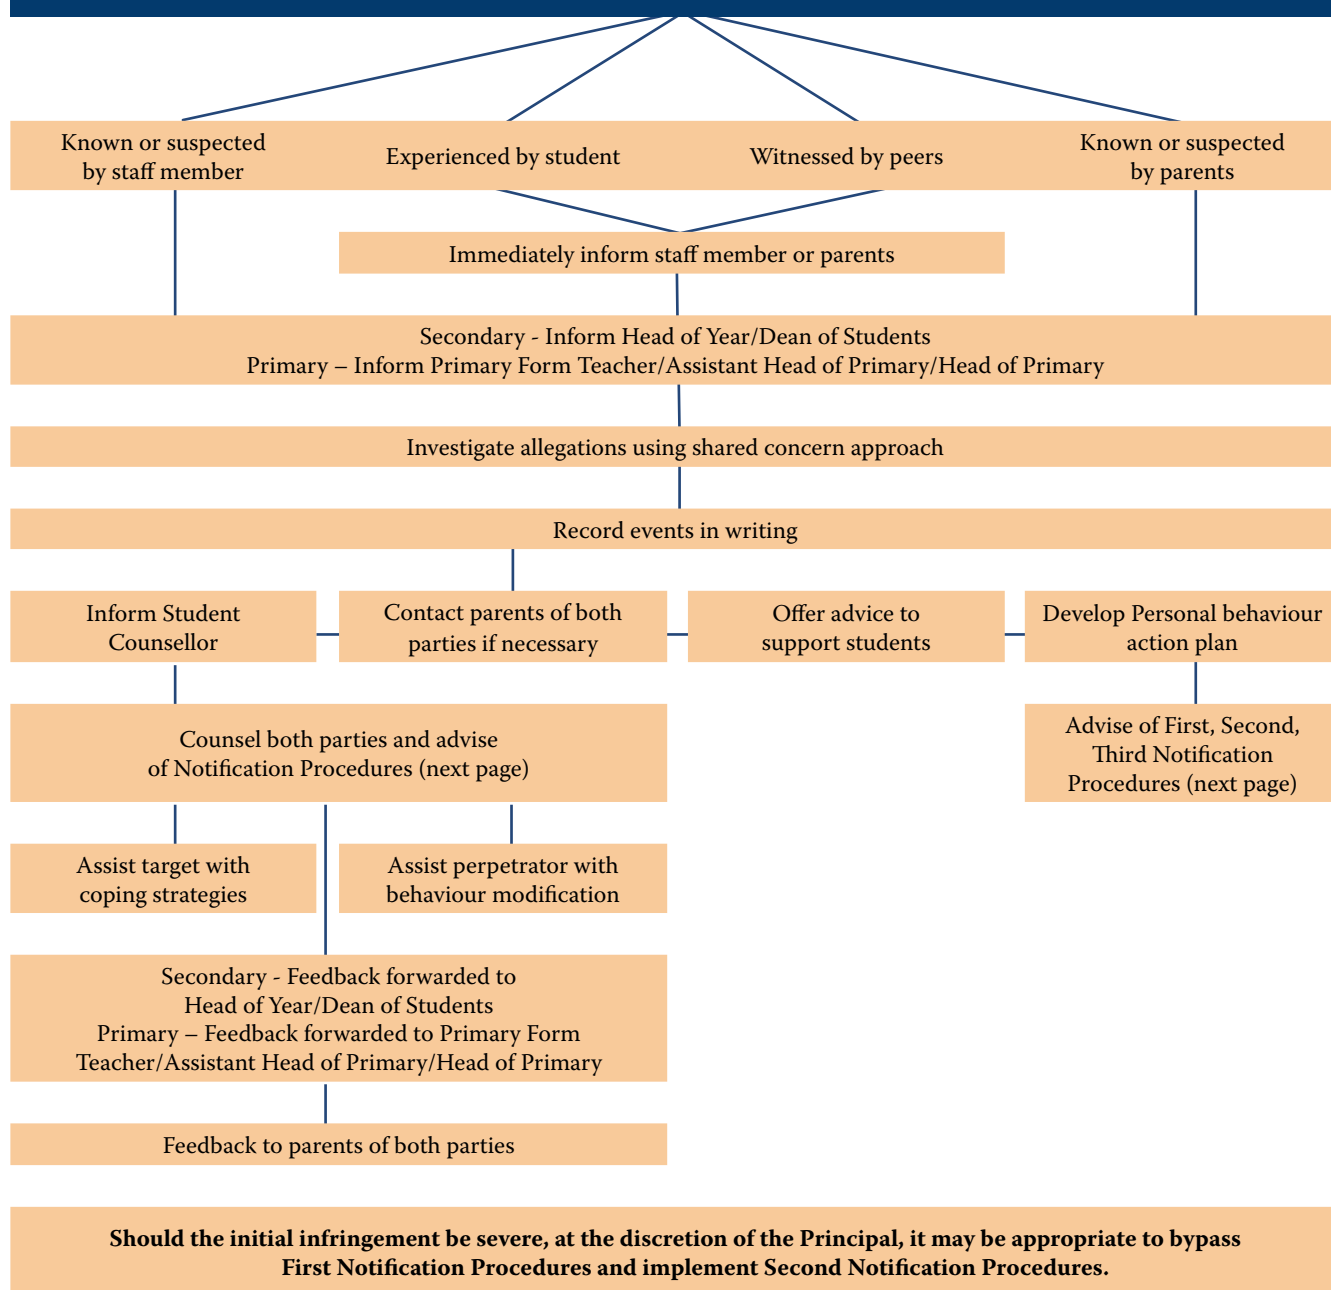 Known or suspected
by staff member
Experienced by student
Witnessed by peers
Known or suspected
by parents
Immediately inform staff member or parents
Secondary - Inform Head of Year/Dean of Students
Primary – Inform Primary Form Teacher/Assistant Head of Primary/Head of Primary
Investigate allegations using shared concern approach
Record events in writing
Inform Student
Counsellor
Contact parents of both
parties if necessary
Offer advice to
support students
Develop Personal behaviour
action plan
Counsel both parties and advise
of Notification Procedures (next page)
Advise of First, Second,
Third Notification
Procedures (next page)
Assist target with
coping strategies
Assist perpetrator with
behaviour modification
Secondary - Feedback forwarded to
Head of Year/Dean of Students
Primary – Feedback forwarded to Primary Form
Teacher/Assistant Head of Primary/Head of Primary
Feedback to parents of both parties
Should the initial infringement be severe, at the discretion of the Principal, it may be appropriate to bypass
First Notification Procedures and implement Second Notification Procedures.